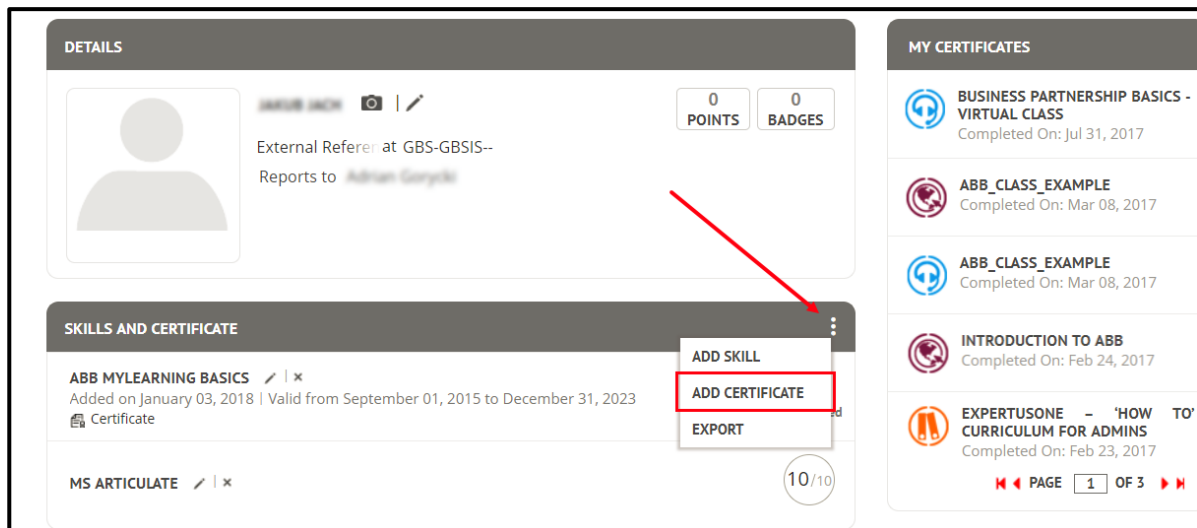 DETAILS
External Referen at GBS-GBSIS--
Reports to
0
POINTS
0
BADGES
SKILLS AND CERTIFICATE
ADD SKILL
ADD CERTIFICATE
EXPORT
ABB MYLEARNING BASICS
Added on January 03, 2018 | Valid from September 01, 2015 to December 31, 2023
Certificate
ed
MS ARTICULATE
10/10
MY CERTIFICATES
BUSINESS PARTNERSHIP BASICS -
VIRTUAL CLASS
Completed On: Jul 31, 2017
ABB_CLASS_EXAMPLE
Completed On: Mar 08, 2017
ABB_CLASS_EXAMPLE
Completed On: Mar 08, 2017
INTRODUCTION TO ABB
Completed On: Feb 24, 2017
EXPERTUSONE – ‘HOW TO’
CURRICULUM FOR ADMINS
Completed On: Feb 23, 2017
PAGE 1 OF 3